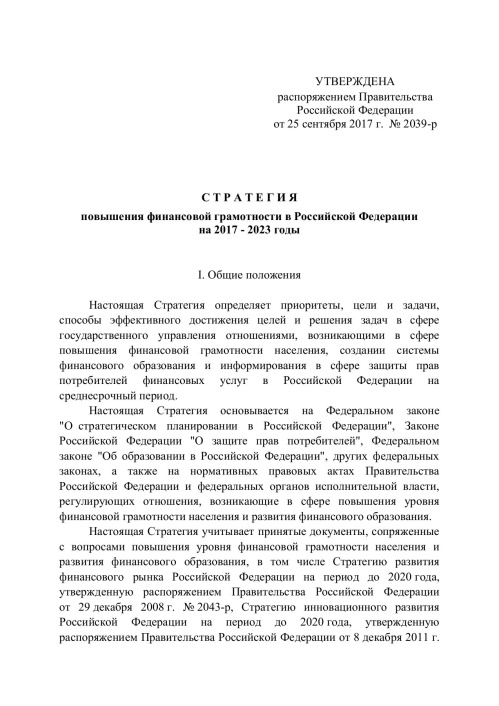 УТВЕРЖДЕНА
распоряжением Правительства
Российской Федерации
от 25 сентября 2017 г. № 2039-р
С Т Р А Т Е Г И Я
повышения финансовой грамотности в Российской Федерации
на 2017 - 2023 годы
I. Общие положения
Настоящая Стратегия определяет приоритеты, цели и задачи,
способы эффективного достижения целей и решения задач в сфере
государственного управления отношениями, возникающими в сфере
повышения финансовой грамотности населения, создании системы
финансового образования и информирования в сфере защиты прав
потребителей финансовых услуг в Российской Федерации на
среднесрочный период.
Настоящая Стратегия основывается на Федеральном законе
"О стратегическом планировании в Российской Федерации", Законе
Российской Федерации "О защите прав потребителей", Федеральном
законе "Об образовании в Российской Федерации", других федеральных
законах, а также на нормативных правовых актах Правительства
Российской Федерации и федеральных органов исполнительной власти,
регулирующих отношения, возникающие в сфере повышения уровня
финансовой грамотности населения и развития финансового образования.
Настоящая Стратегия учитывает принятые документы, сопряженные
с вопросами повышения уровня финансовой грамотности населения и
развития финансового образования, в том числе Стратегию развития
финансового рынка Российской Федерации на период до 2020 года,
утвержденную распоряжением Правительства Российской Федерации
от 29 декабря 2008 г. № 2043-р, Стратегию инновационного развития
Российской Федерации на период до 2020 года, утвержденную
распоряжением Правительства Российской Федерации от 8 декабря 2011 г.